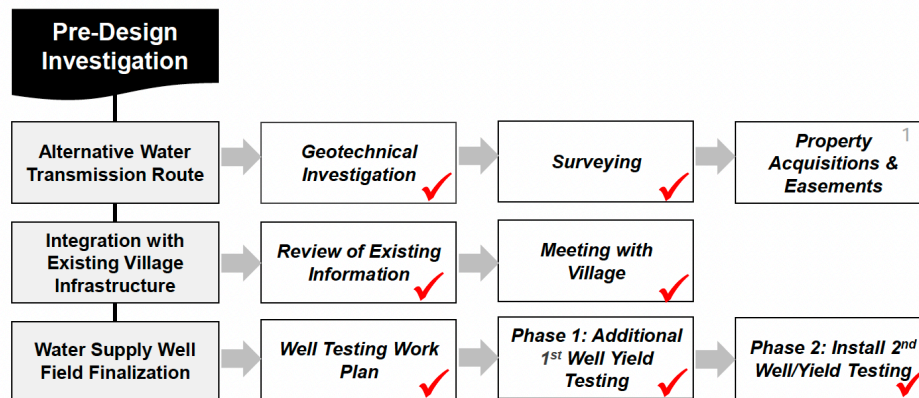 Pre-Design
Investigation
Alternative Water
Transmission Route
Geotechnical
Investigation
Surveying
Property
Acquisitions &
Easements
1
Integration with
Existing Village
Infrastructure
Review of Existing
Information
Meeting with
Village
Water Supply Well
Field Finalization
Well Testing Work
Plan
Phase 1: Additional
1st Well Yield
Testing
Phase 2: Install 2nd
Well/Yield Testing